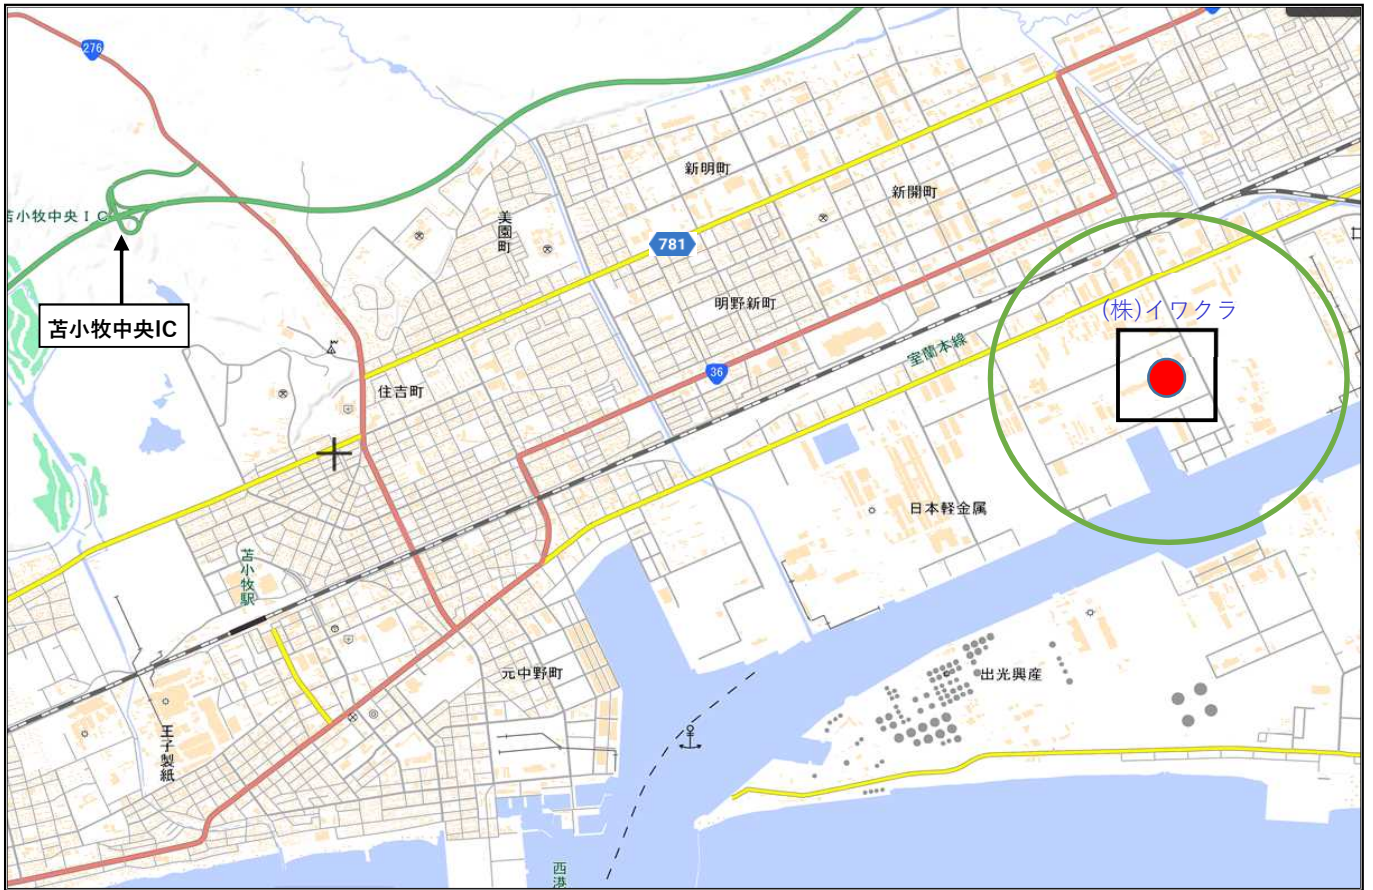 276
新明町
新開町
苫小牧中央IC
美園町
781
苫小牧中央IC
明野新町
(株)イワクラ
室蘭本線
36
住吉町
日本軽金属
苫小牧駅
元中野町
出光興産
王子製紙
西港